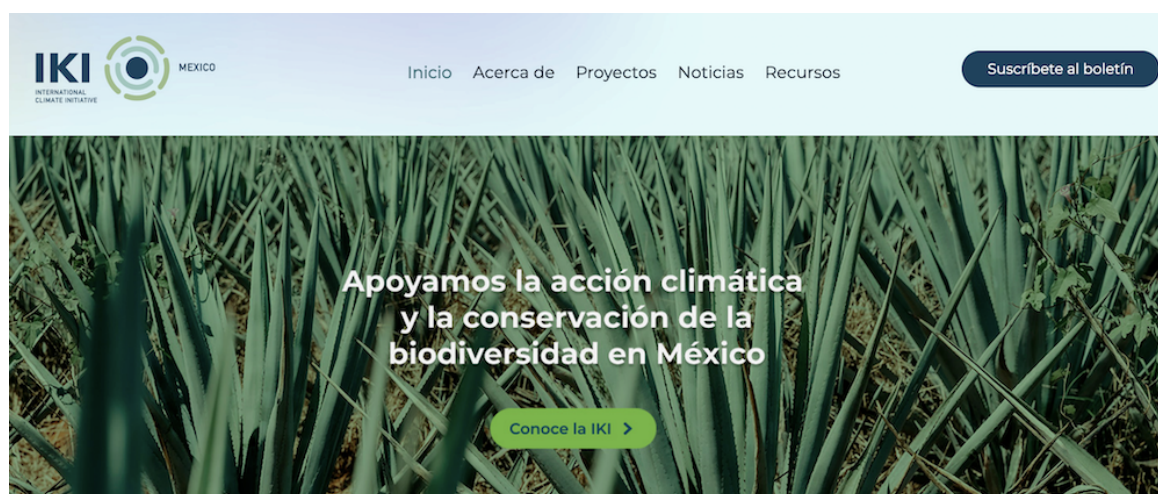 IKI
INTERNATIONAL
CLIMATE INITIATIVE
MEXICO
Inicio Acerca de Proyectos Noticias Recursos
Suscríbete al boletín
Apoyamos la acción climática
y la conservación de la
biodiversidad en México
Conoce la IKI >